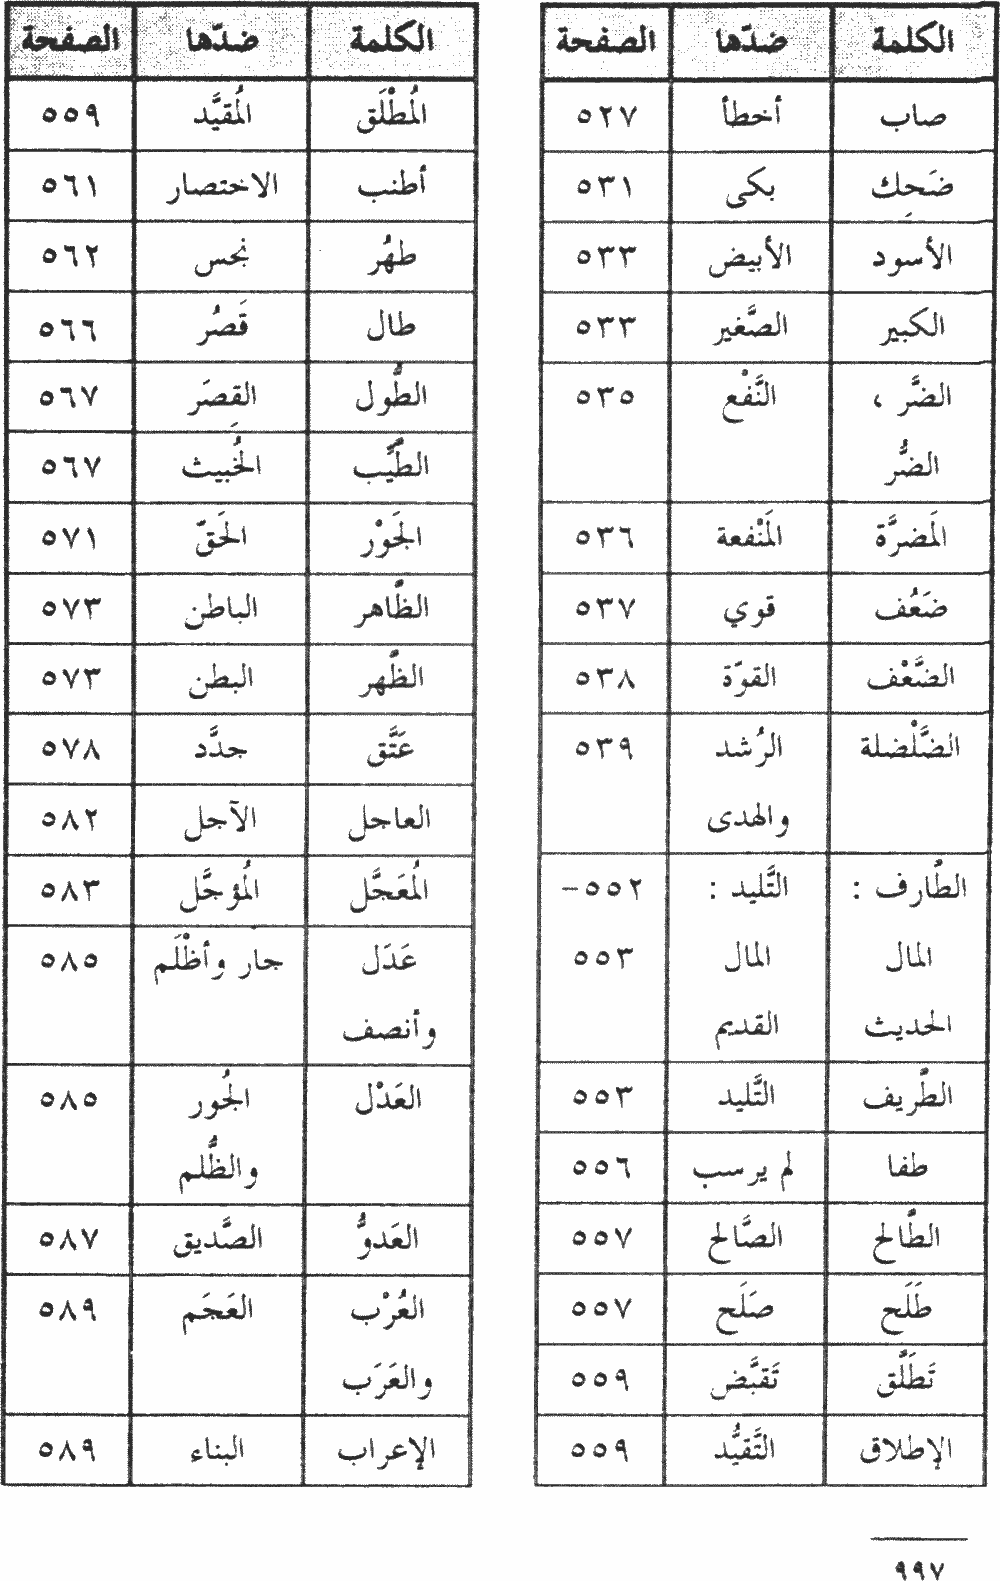 الكلمة ضدّها الصفحة
صاب أخطأ ٥٢٧
ضَحِك بكى ٥٣١
الأسود الأبيض ٥٣٣
الكبير الصَّغير ٥٣٣
الضَّر ، النَّفْع ٥٣٥
الضُّر
المَضرَّة المَنْفعة ٥٣٦
ضَعُف قوي ٥٣٧
الضَّعْف القوّة ٥٣٨
الضَّلْضلة الرُشد ٥٣٩
والهدى
الطَّارف : التَّليد : ٥٥٢-
المال المال ٥٥٣
الحديث القديم
الطَّريف التَّليد ٥٥٣
طفا لم يرسب ٥٥٦
الطَّالح الصَّالح ٥٥٧
طَلَح صَلَح ٥٥٧
تَطَلَّق تَقبَّض ٥٥٩
الإطلاق التَّقيُّد ٥٥٩
الكلمة ضدّها الصفحة
المُطْلَق المُقيَّد ٥٥٩
أطنب الاختصار ٥٦١
طهُر نجس ٥٦٢
طال قَصُر ٥٦٦
الطُّول القِصَر ٥٦٧
الطَّيِّب الخُبيث ٥٦٧
الجَوْر الحَقّ ٥٧١
الظَّاهر الباطن ٥٧٣
الظَّهر البطن ٥٧٣
عَتَّق جدَّد ٥٧٨
العاجل الآجل ٥٨٢
المُعَجَّل المُؤجَّل ٥٨٣
عَدَل جار وأظْلَم ٥٨٥
وأنصف
العَدْل الجُور ٥٨٥
والظُّلم
العَدوُّ الصَّديق ٥٨٧
العُرْب العَجَم ٥٨٩
والعَرَب
الإعراب البناء ٥٨٩
٩٩٧